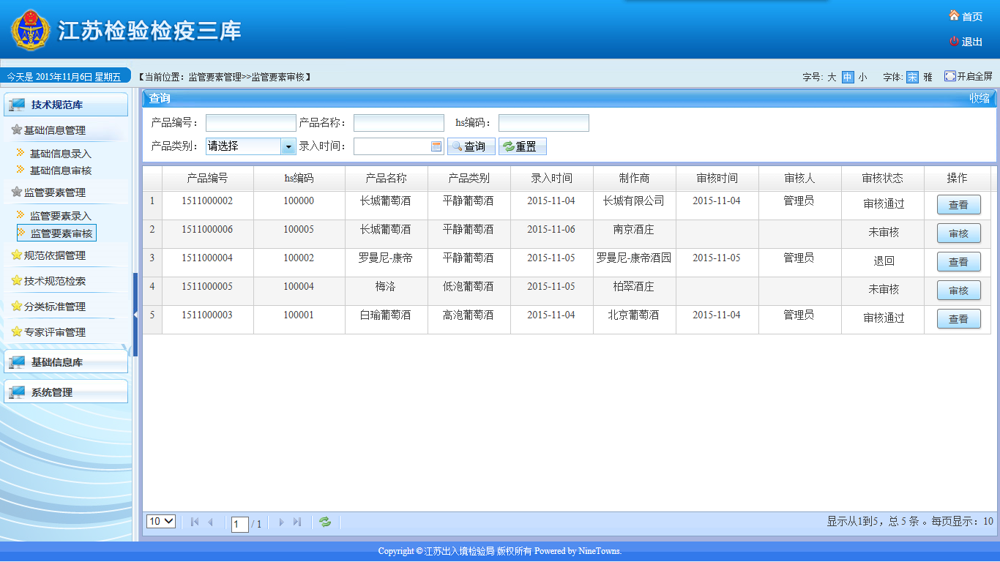 江苏检验检疫三库
首页
退出
今天是 2015年11月6日 星期五
【当前位置：监管要素管理>>监管要素审核】
字号: 大 中 小 字体: 宋 雅 开启全屏
技术规范库
基础信息管理
基础信息录入
基础信息审核
监管要素管理
监管要素录入
监管要素审核
规范依据管理
技术规范检索
分类标准管理
专家评审管理
基础信息库
系统管理
查询 收缩
产品编号： 产品名称： hs编码：
产品类别： 请选择 录入时间： 查询 重置
产品编号 hs编码 产品名称 产品类别 录入时间 制作商 审核时间 审核人 审核状态 操作
1 1511000002 100000 长城葡萄酒 平静葡萄酒 2015-11-04 长城有限公司 2015-11-04 管理员 审核通过 查看
2 1511000006 100005 长城葡萄酒 平静葡萄酒 2015-11-06 南京酒庄 未审核 审核
3 1511000004 100002 罗曼尼-康帝 平静葡萄酒 2015-11-05 罗曼尼-康帝酒园 2015-11-05 管理员 退回 查看
4 1511000005 100004 梅洛 低泡葡萄酒 2015-11-05 柏翠酒庄 未审核 审核
5 1511000003 100001 白瑜葡萄酒 高泡葡萄酒 2015-11-04 北京葡萄酒 2015-11-04 管理员 审核通过 查看
10 1 / 1 显示从1到5，总 5 条 。每页显示：10
Copyright © 江苏出入境检验局 版权所有 Powered by NineTowns.